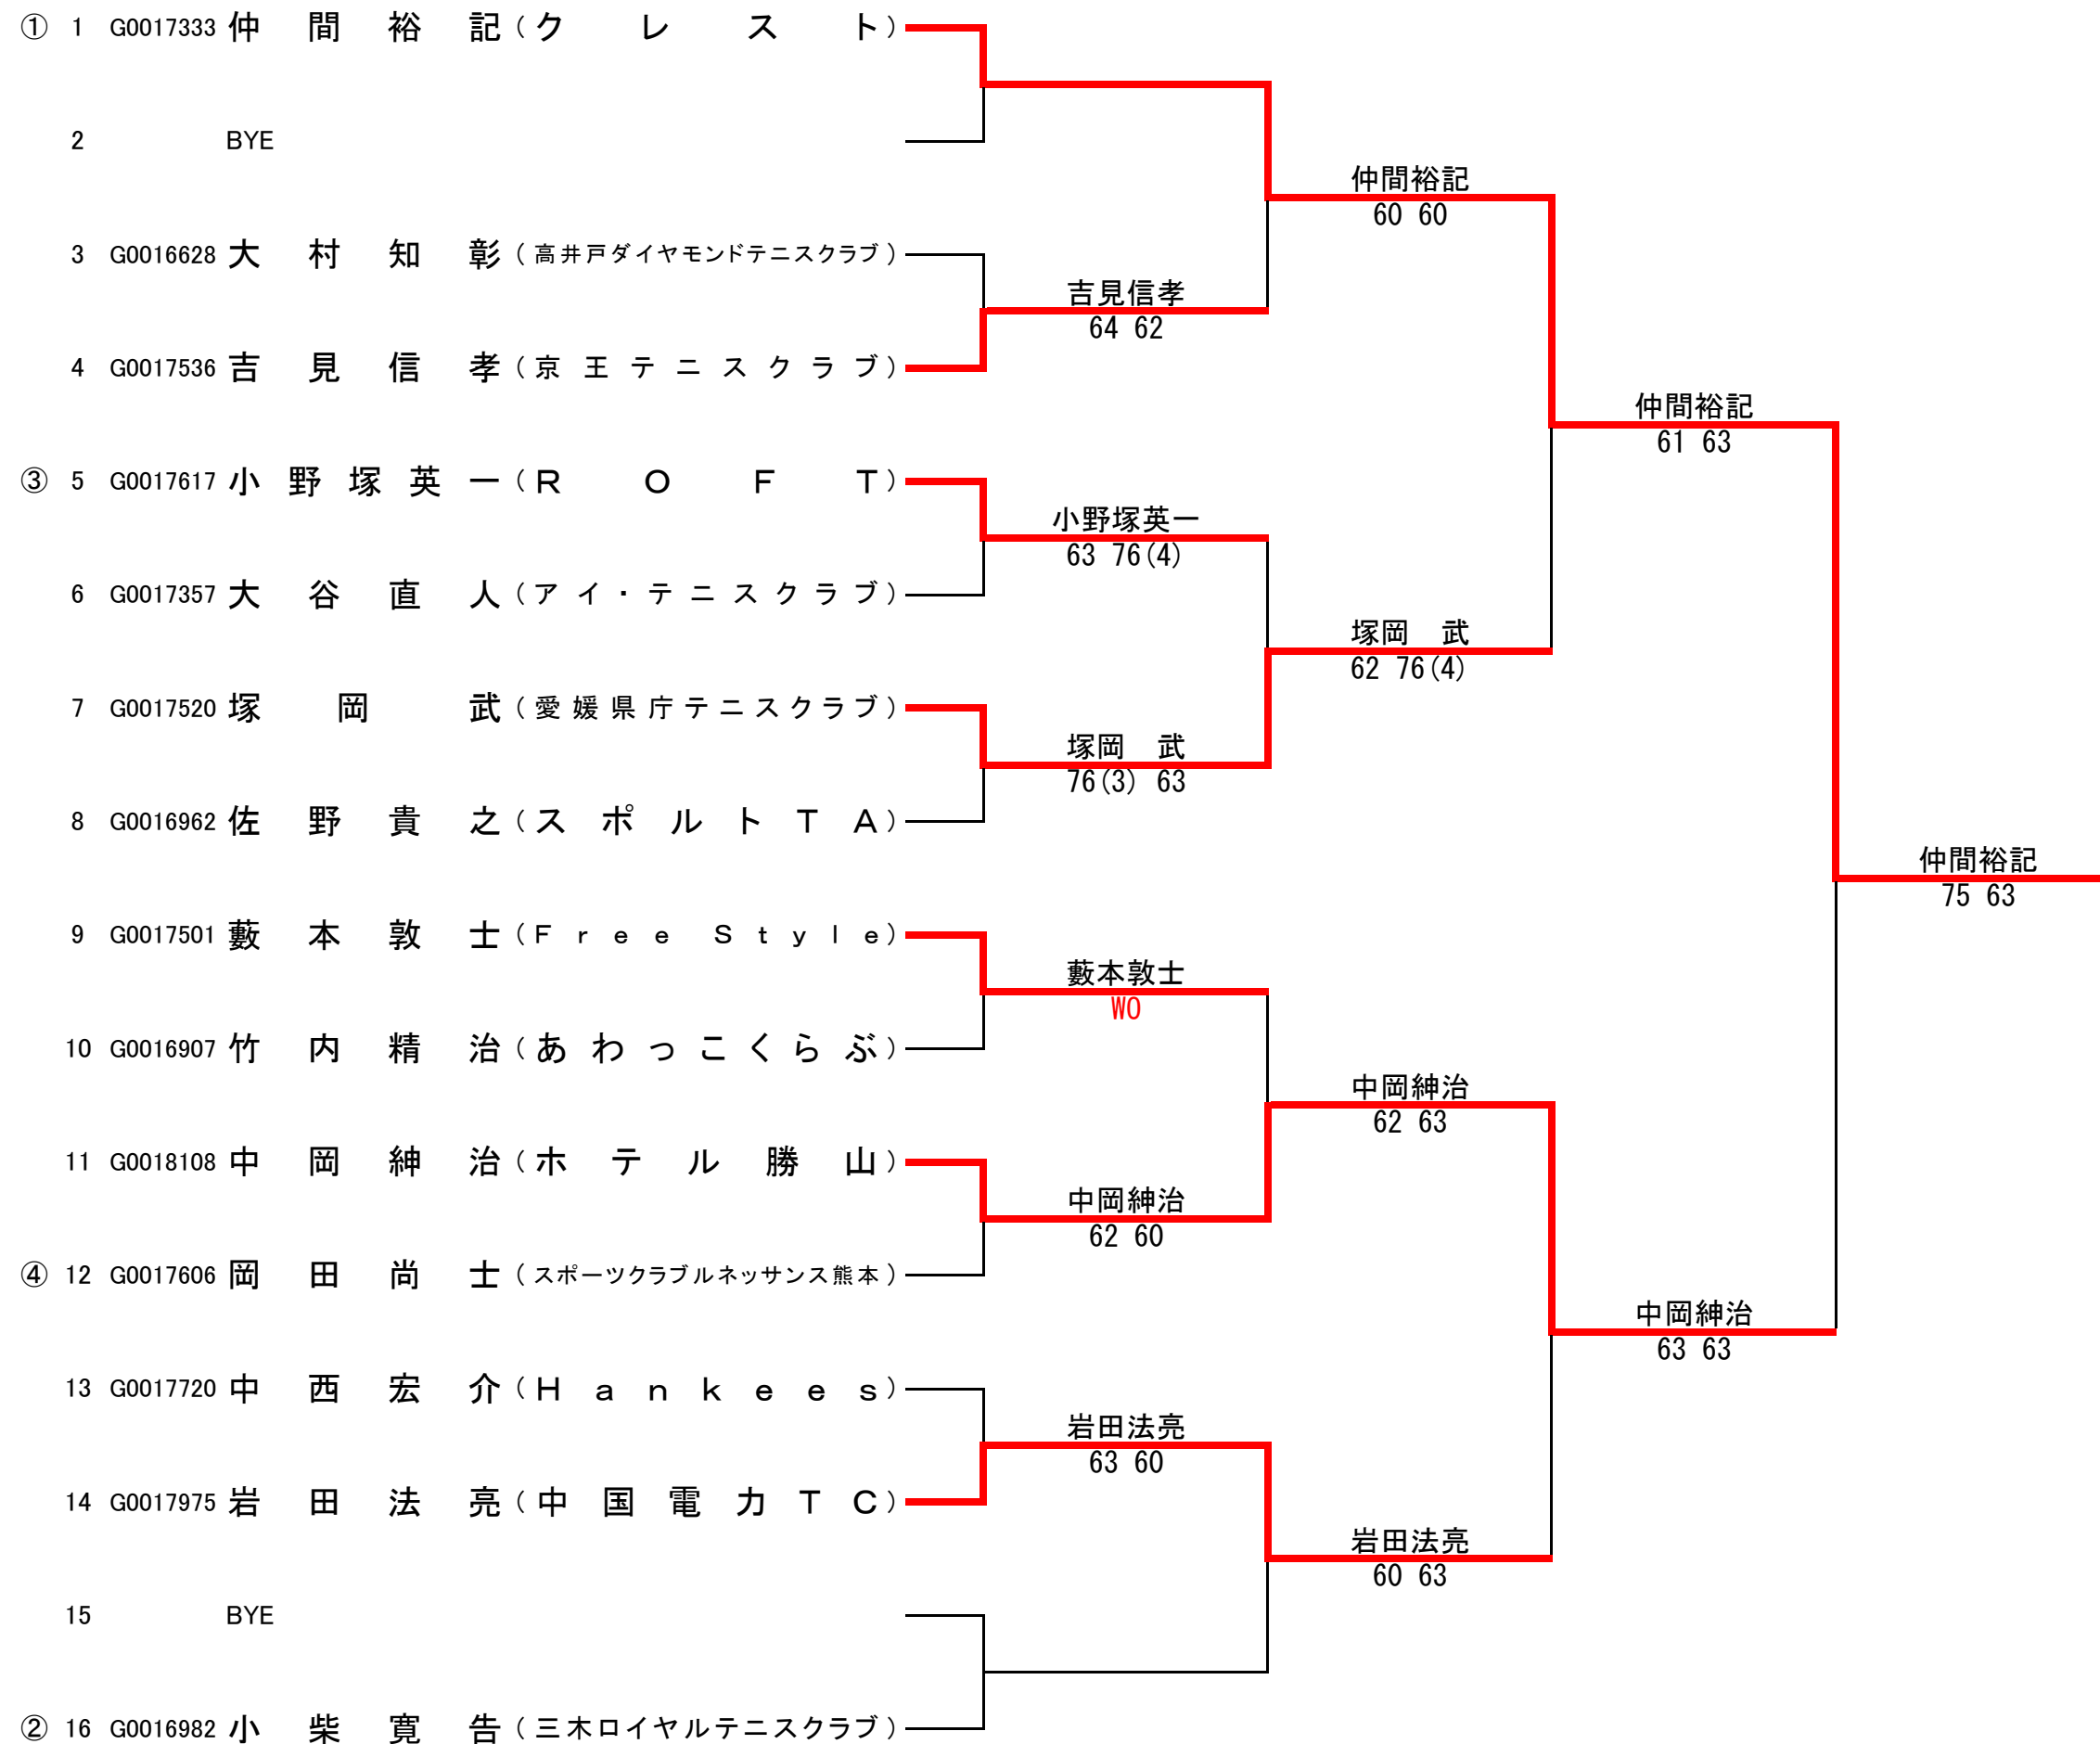 ① 1 G0017333 仲間裕記(クレスト)
2 BYE
仲間裕記
60 60
3 G0016628 大村知彰(高井戸ダイヤモンドテニスクラブ)
吉見信孝
64 62
4 G0017536 吉見信孝(京王テニスクラブ)
仲間裕記
61 63
③ 5 G0017617 小野塚英一(ROFT)
小野塚英一
63 76(4)
6 G0017357 大谷直人(アイ・テニスクラブ)
塚岡 武
62 76(4)
7 G0017520 塚岡武(愛媛県庁テニスクラブ)
塚岡 武
76(3) 63
8 G0016962 佐野貴之(スポルトTA)
仲間裕記
75 63
9 G0017501 藪本敦士(Free Style)
藪本敦士
WO
10 G0016907 竹内精治(あわっこくらぶ)
中岡紳治
62 63
11 G0018108 中岡紳治(ホテル勝山)
中岡紳治
62 60
④ 12 G0017606 岡田尚士(スポーツクラブルネッサンス熊本)
中岡紳治
63 63
13 G0017720 中西宏介(Hankees)
岩田法亮
63 60
14 G0017975 岩田法亮(中国電力TC)
岩田法亮
60 63
15 BYE
② 16 G0016982 小柴寛告(三木ロイヤルテニスクラブ)